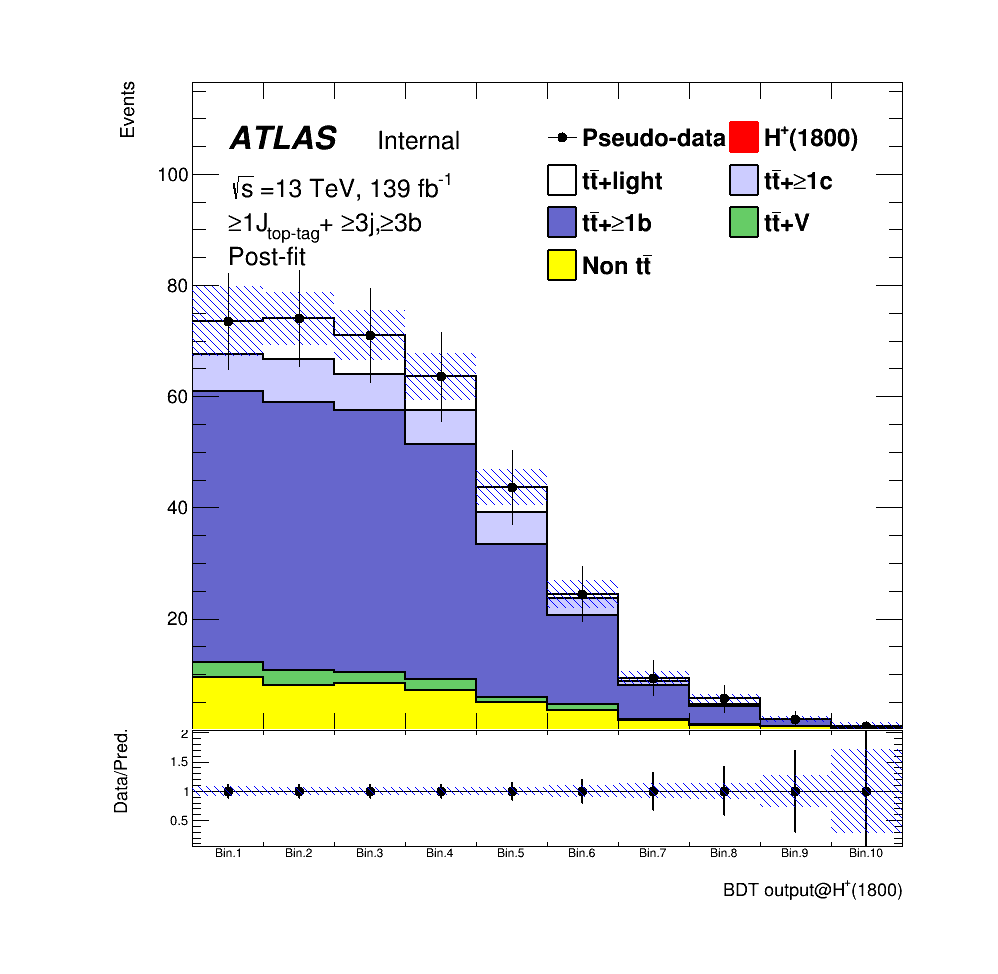 Events
ATLAS Internal
√s =13 TeV, 139 fb⁻¹
≥1J_top-tag+ ≥3j,≥3b
Post-fit
Pseudo-data
H⁺(1800)
tt̄+light
tt̄+≥1c
tt̄+≥1b
tt̄+V
Non tt̄
100
80
60
40
20
Data/Pred.
2
1.5
1
0.5
Bin.1 Bin.2 Bin.3 Bin.4 Bin.5 Bin.6 Bin.7 Bin.8 Bin.9 Bin.10
BDT output@H⁺(1800)